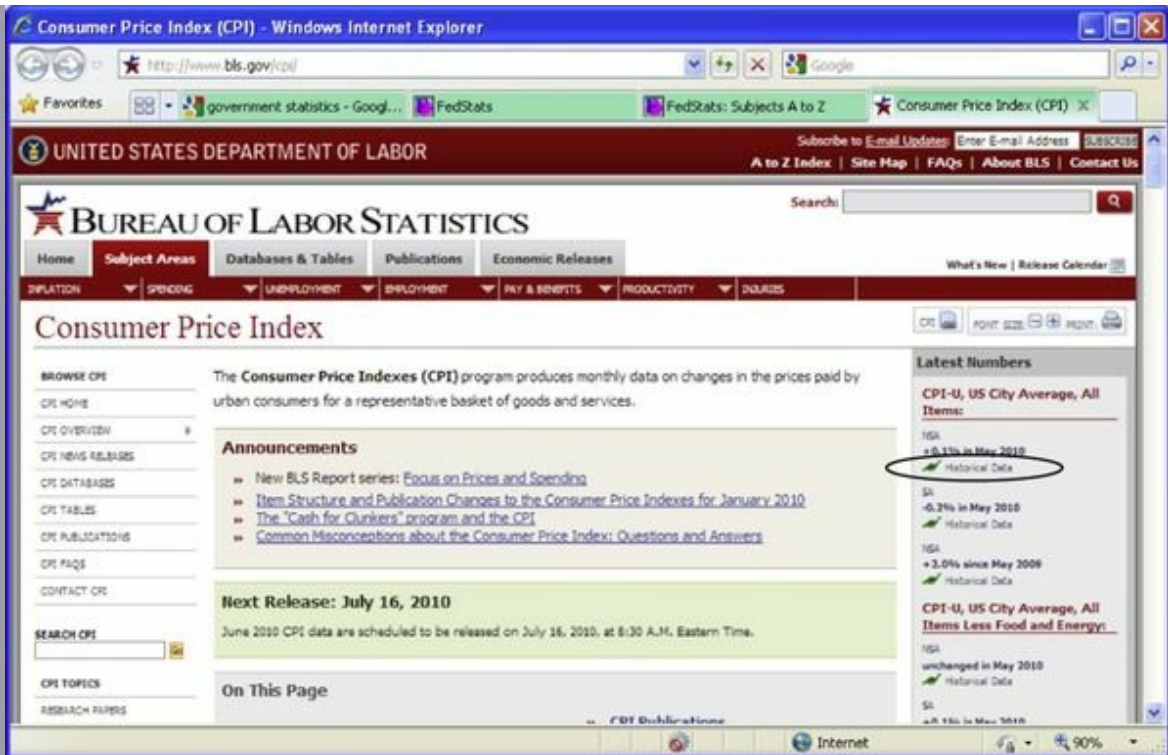 Consumer Price Index (CPI) - Windows Internet Explorer
http://www.bls.gov/cpi/
Google
Favorites
government statistics - Googl...
FedStats
FedStats: Subjects A to Z
Consumer Price Index (CPI)
UNITED STATES DEPARTMENT OF LABOR
Subscribe to E-mail Updates: Enter E-mail Address SUBSCRIBE
A to Z Index | Site Map | FAQs | About BLS | Contact Us
BUREAU OF LABOR STATISTICS
Search:
Home
Subject Areas
Databases & Tables
Publications
Economic Releases
What's New | Release Calendar
INFLATION
SPENDING
UNEMPLOYMENT
EMPLOYMENT
PAY & BENEFITS
PRODUCTIVITY
INJURIES
Consumer Price Index
CPI
FONT SIZE:
PRINT:
BROWSE CPI
CPI HOME
CPI OVERVIEW
CPI NEWS RELEASES
CPI DATABASES
CPI TABLES
CPI PUBLICATIONS
CPI FAQS
CONTACT CPI
SEARCH CPI
Go
CPI TOPICS
RESEARCH PAPERS
The Consumer Price Indexes (CPI) program produces monthly data on changes in the prices paid by
urban consumers for a representative basket of goods and services.
Announcements
New BLS Report series: Focus on Prices and Spending
Item Structure and Publication Changes to the Consumer Price Indexes for January 2010
The "Cash for Clunkers" program and the CPI
Common Misconceptions about the Consumer Price Index: Questions and Answers
Next Release: July 16, 2010
June 2010 CPI data are scheduled to be released on July 16, 2010, at 8:30 A.M. Eastern Time.
On This Page
CPI Publications
Latest Numbers
CPI-U, US City Average, All
Items:
NSA
+0.1% in May 2010
Historical Data
SA
-0.2% in May 2010
Historical Data
NSA
+2.0% since May 2009
Historical Data
CPI-U, US City Average, All
Items Less Food and Energy:
NSA
unchanged in May 2010
Historical Data
SA
+0.1% in May 2010
Internet
90%